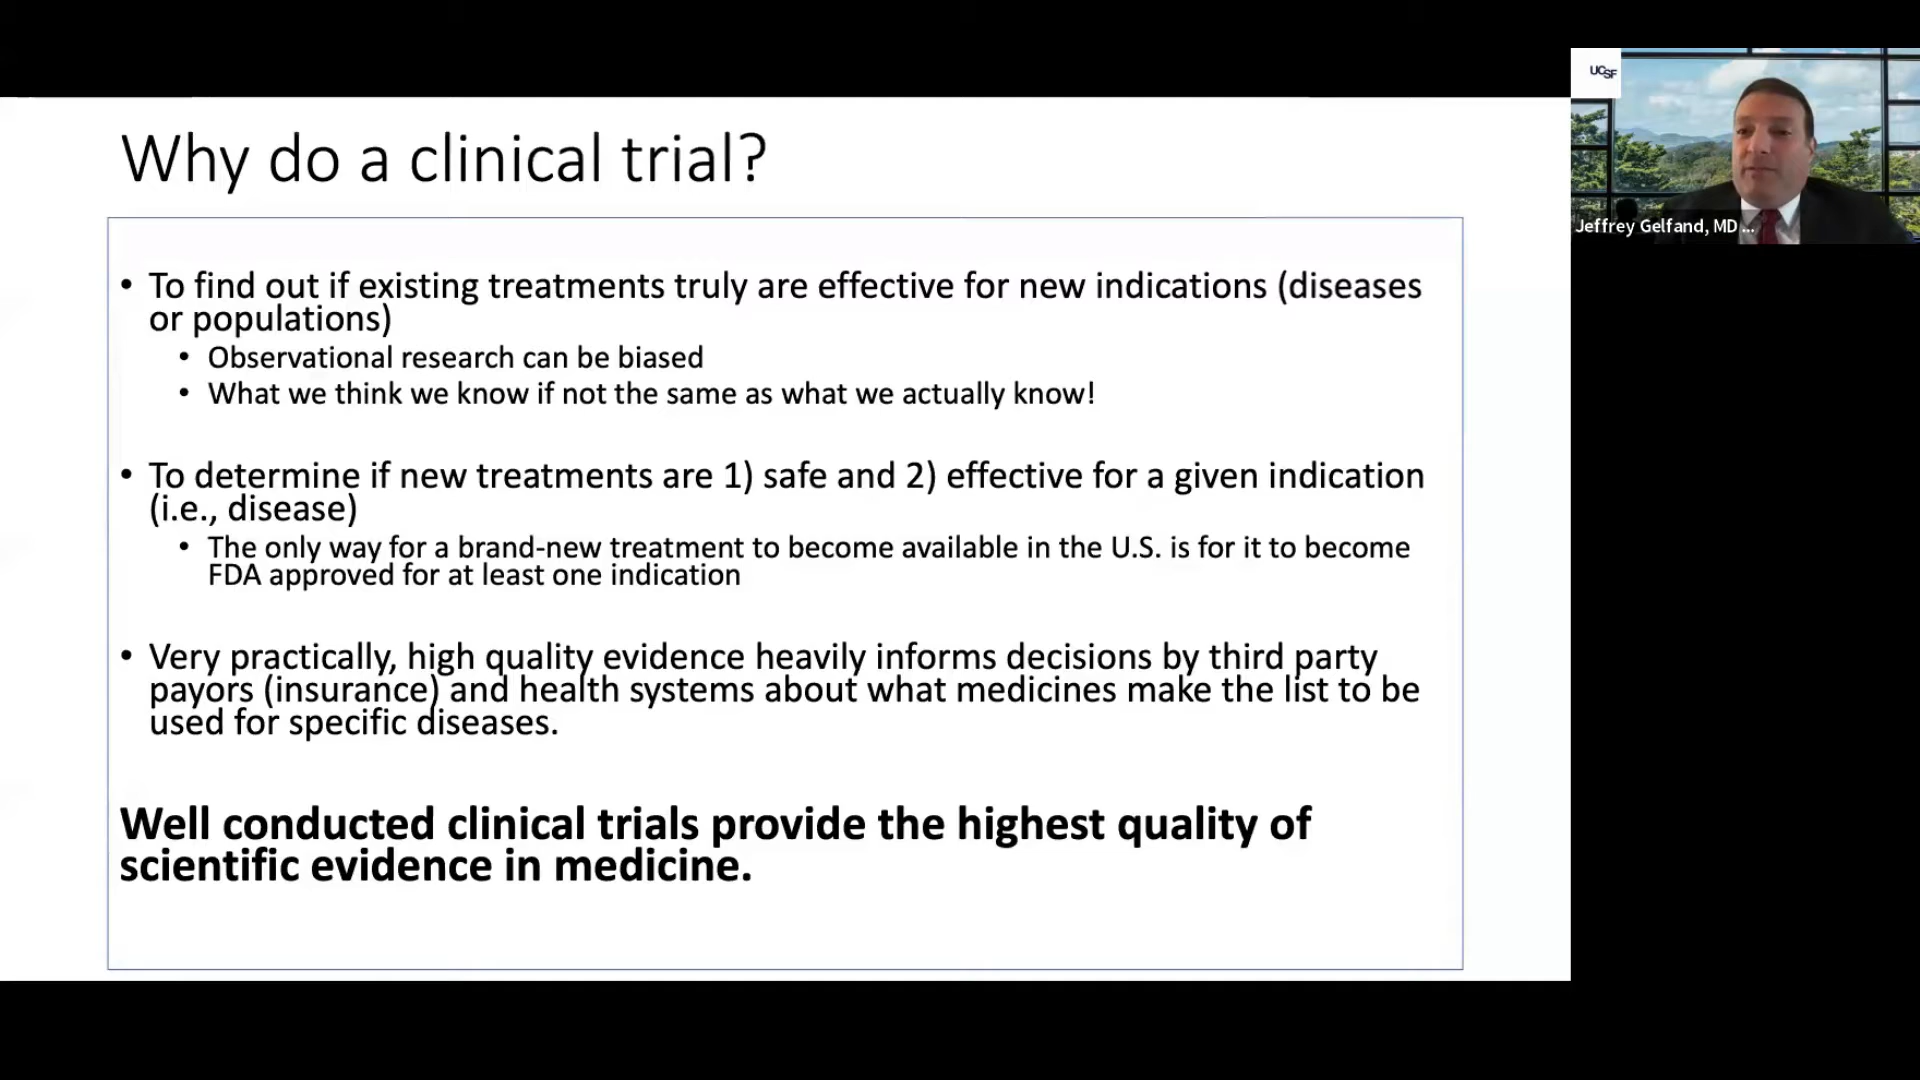 Why do a clinical trial?
• To find out if existing treatments truly are effective for new indications (diseases
or populations)
• Observational research can be biased
• What we think we know if not the same as what we actually know!
• To determine if new treatments are 1) safe and 2) effective for a given indication
(i.e., disease)
• The only way for a brand-new treatment to become available in the U.S. is for it to become
FDA approved for at least one indication
• Very practically, high quality evidence heavily informs decisions by third party
payors (insurance) and health systems about what medicines make the list to be
used for specific diseases.
Well conducted clinical trials provide the highest quality of
scientific evidence in medicine.
UCSF
Jeffrey Gelfand, MD ...